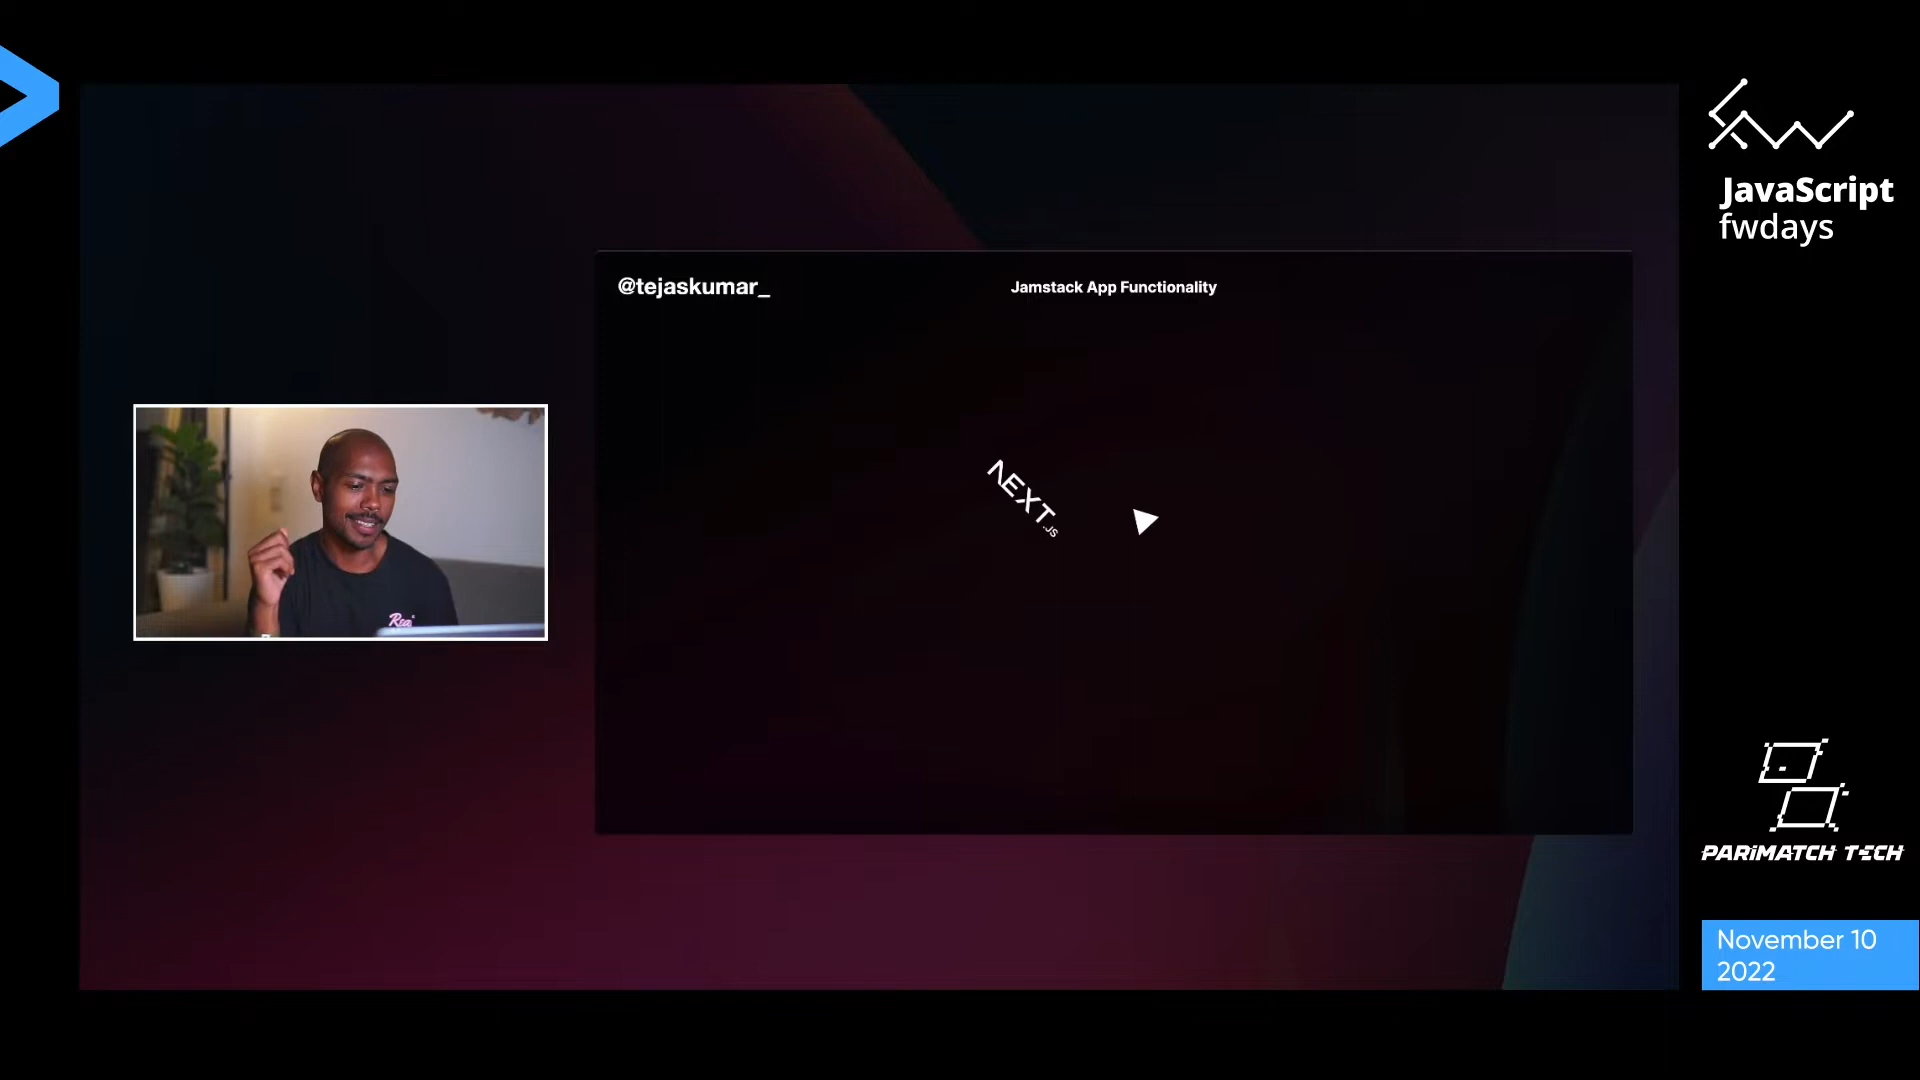 JavaScript
fwdays
@tejaskumar_
Jamstack App Functionality
NEXT.JS
PARIMATCH TECH
November 10
2022